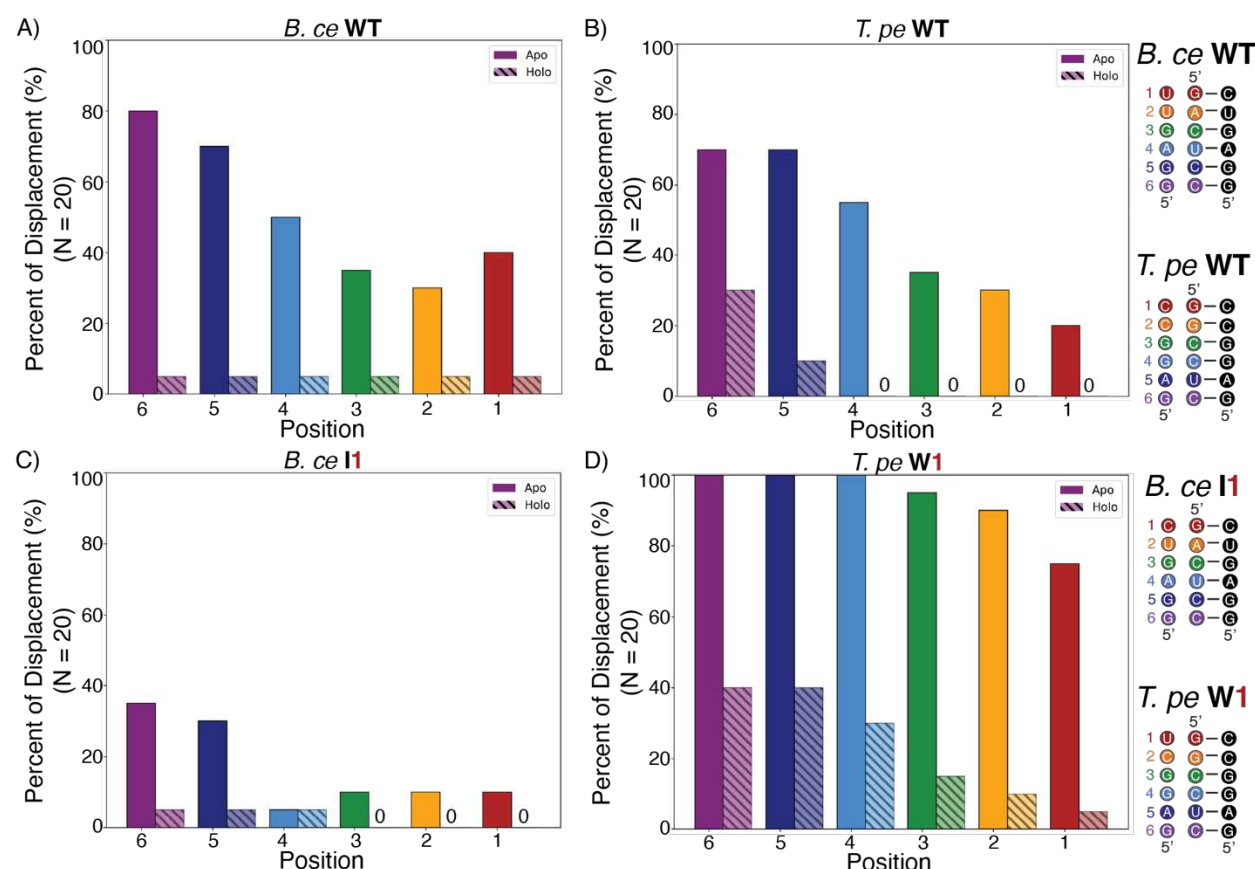 A)
B. ce WT
Percent of Displacement (%)
(N = 20)
100
80
60
40
20
0
Apo
Holo
6 5 4 3 2 1
Position
B)
T. pe WT
Percent of Displacement (%)
(N = 20)
100
80
60
40
20
0
Apo
Holo
0 0 0 0
6 5 4 3 2 1
Position
B. ce WT
5'
1 U G C
2 U A U
3 G C G
4 A U A
5 G C G
6 G C G
5' 5'
T. pe WT
5'
1 C G C
2 C G C
3 G C G
4 G C G
5 A U A
6 G C G
5' 5'
C)
B. ce I1
Percent of Displacement (%)
(N = 20)
100
80
60
40
20
0
Apo
Holo
0 0 0
6 5 4 3 2 1
Position
D)
T. pe W1
Percent of Displacement (%)
(N = 20)
100
80
60
40
20
0
Apo
Holo
6 5 4 3 2 1
Position
B. ce I1
5'
1 C G C
2 U A U
3 G C G
4 A U A
5 G C G
6 G C G
5' 5'
T. pe W1
5'
1 U G C
2 C G C
3 G C G
4 G C G
5 A U A
6 G C G
5' 5'